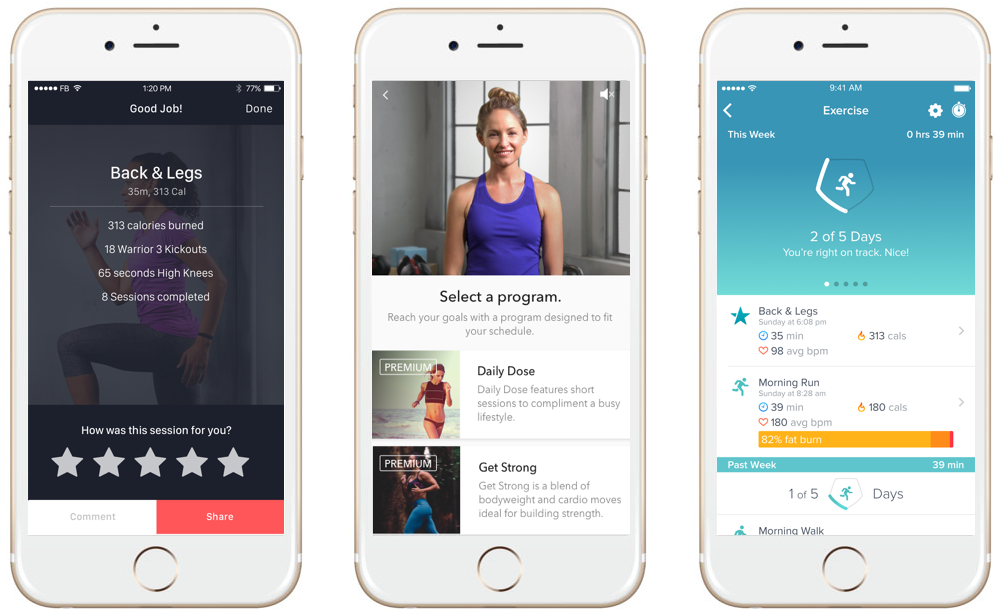 FB 1:20 PM 77%
Good Job! Done
Back & Legs
35m, 313 Cal
313 calories burned
18 Warrior 3 Kickouts
65 seconds High Knees
8 Sessions completed
How was this session for you?
Comment Share
Select a program.
Reach your goals with a program designed to fit
your schedule.
PREMIUM
Daily Dose
Daily Dose features short
sessions to compliment a busy
lifestyle.
PREMIUM
Get Strong
Get Strong is a blend of
bodyweight and cardio moves
ideal for building strength.
9:41 AM
Exercise
This Week 0 hrs 39 min
2 of 5 Days
You're right on track. Nice!
Back & Legs
Sunday at 6:08 pm
35 min 313 cals
98 avg bpm
Morning Run
Sunday at 8:28 am
39 min 180 cals
180 avg bpm
82% fat burn
Past Week 39 min
1 of 5 Days
Morning Walk